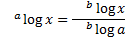 ᵃlog x = ᵇlog x / ᵇlog a